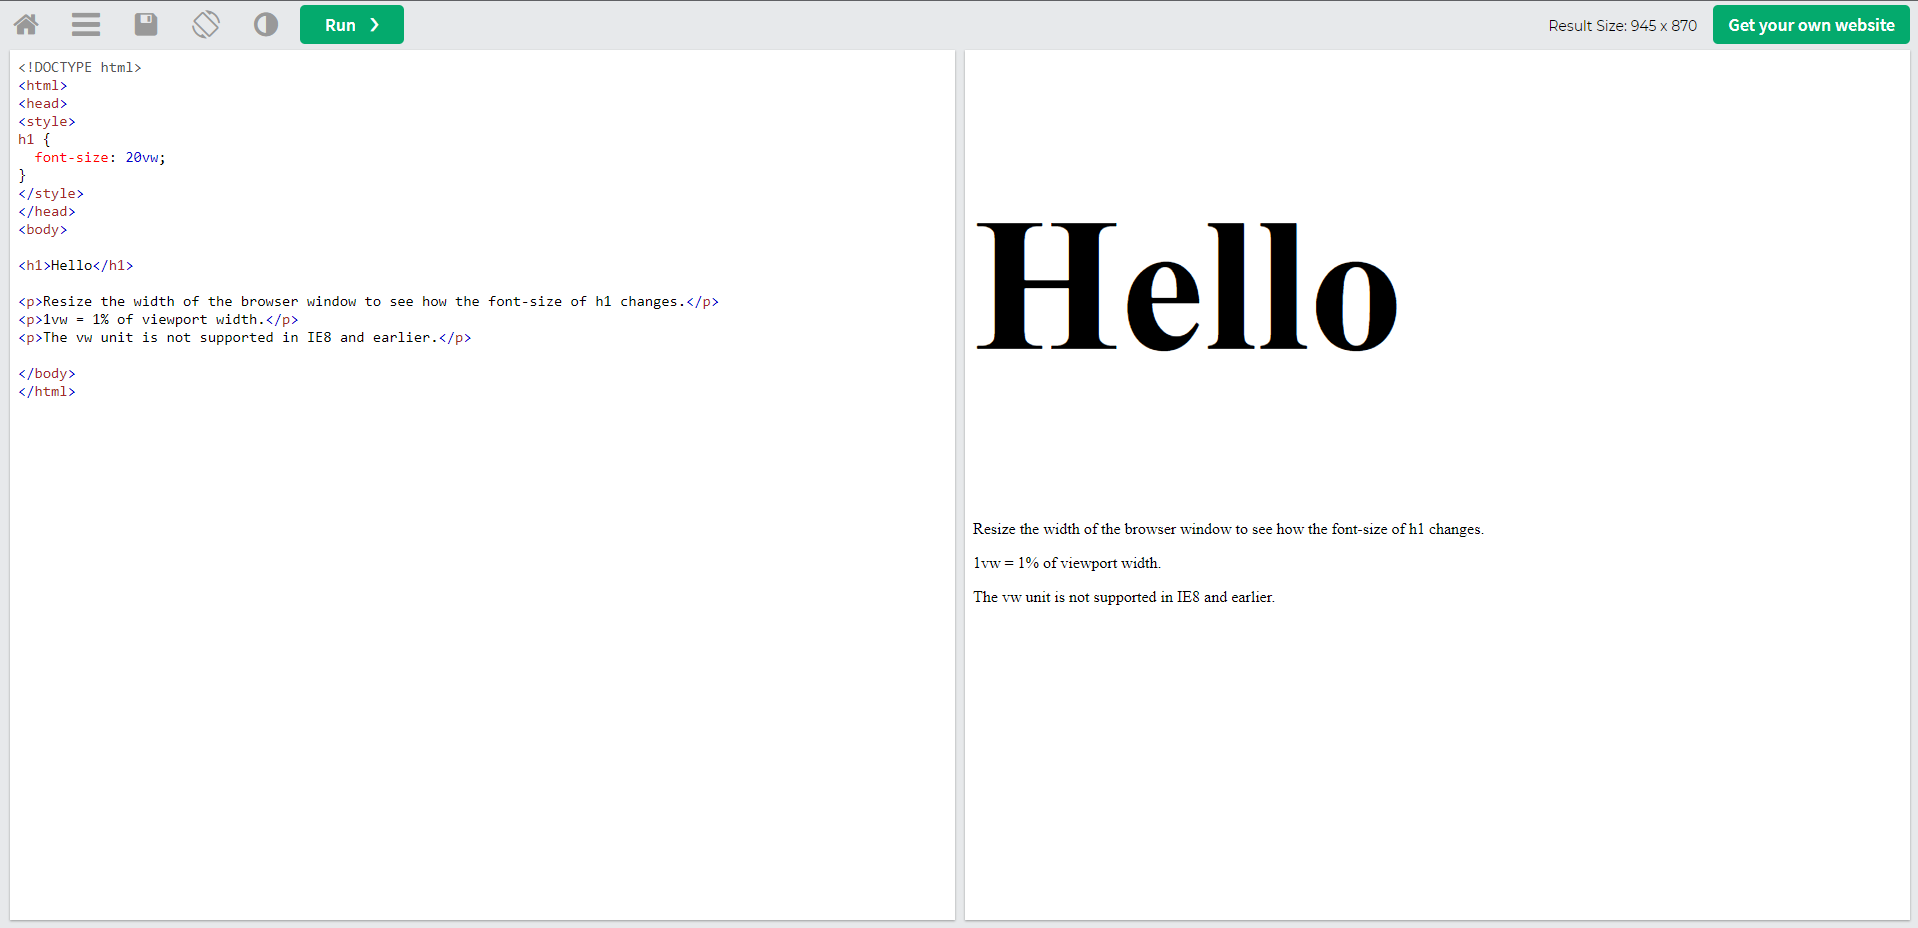 Run ❯
Result Size: 945 x 870
Get your own website
<!DOCTYPE html>
<html>
<head>
<style>
h1 {
  font-size: 20vw;
}
</style>
</head>
<body>
<h1>Hello</h1>
<p>Resize the width of the browser window to see how the font-size of h1 changes.</p>
<p>1vw = 1% of viewport width.</p>
<p>The vw unit is not supported in IE8 and earlier.</p>
</body>
</html>
Hello
Resize the width of the browser window to see how the font-size of h1 changes.
1vw = 1% of viewport width.
The vw unit is not supported in IE8 and earlier.